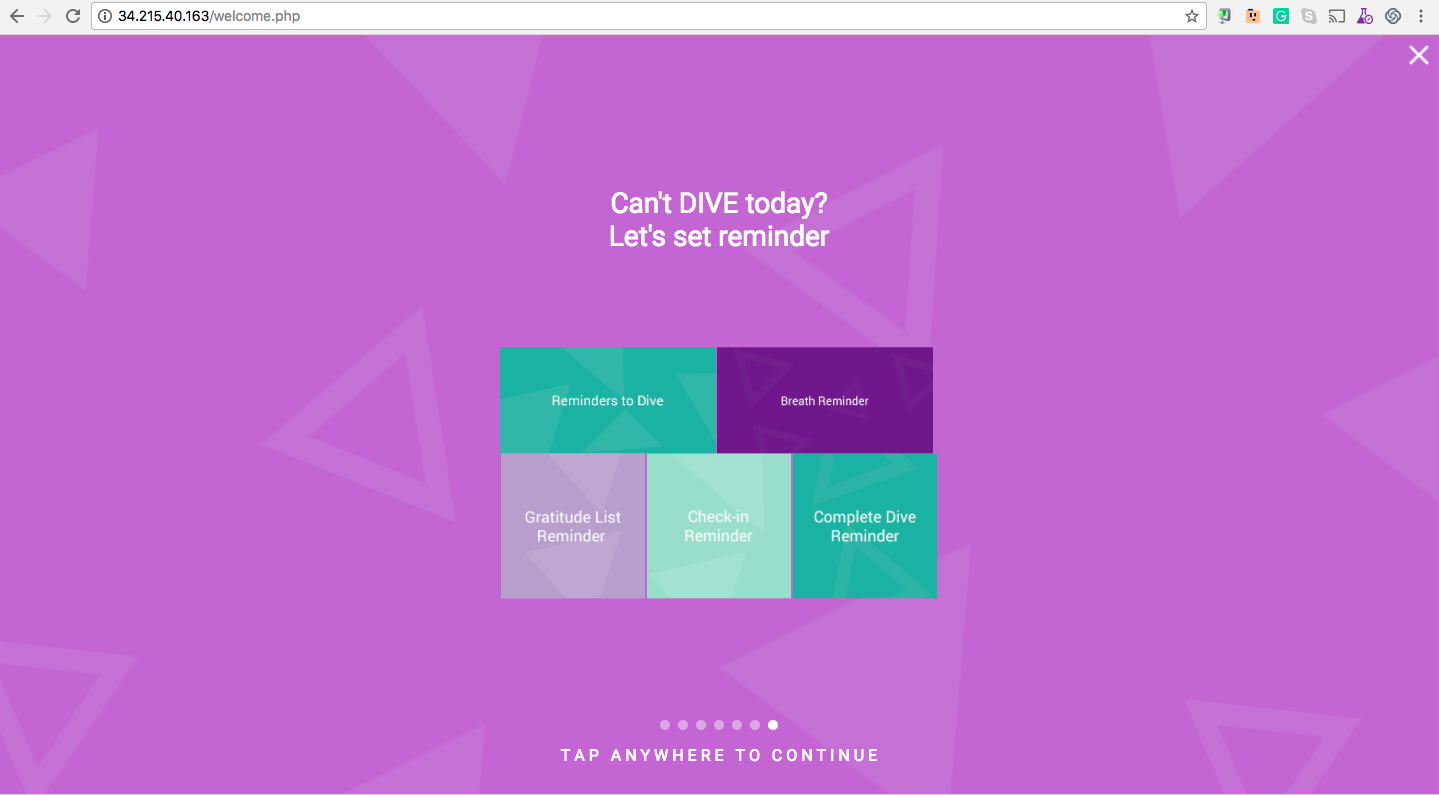 34.215.40.163/welcome.php
Can't DIVE today?
Let's set reminder
Reminders to Dive
Breath Reminder
Gratitude List
Reminder
Check-in
Reminder
Complete Dive
Reminder
TAP ANYWHERE TO CONTINUE